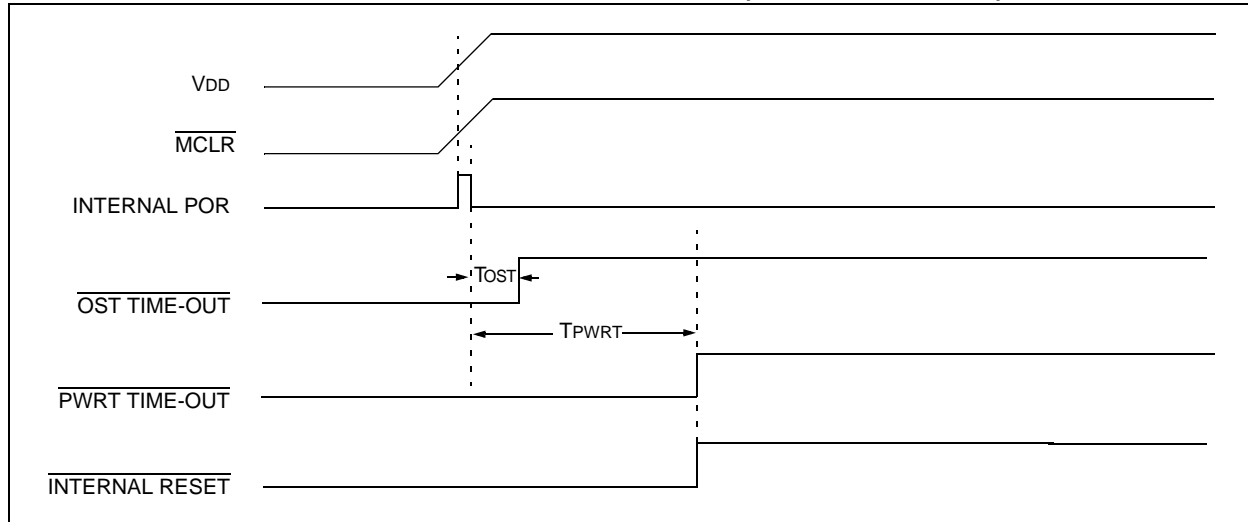 VDD
MCLR
INTERNAL POR
TOST
OST TIME-OUT
TPWRT
PWRT TIME-OUT
INTERNAL RESET